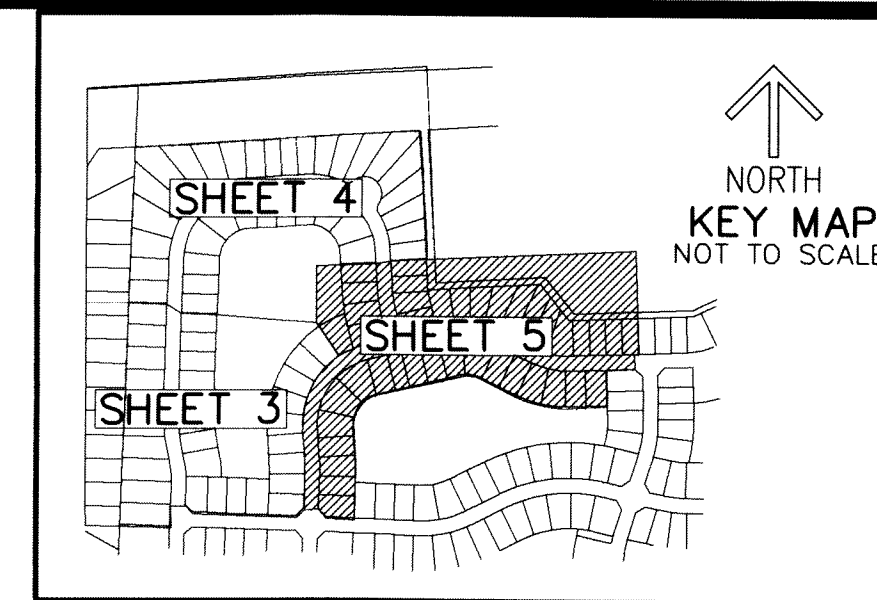 SHEET 4
NORTH
KEY MAP
NOT TO SCALE
SHEET 5
SHEET 3